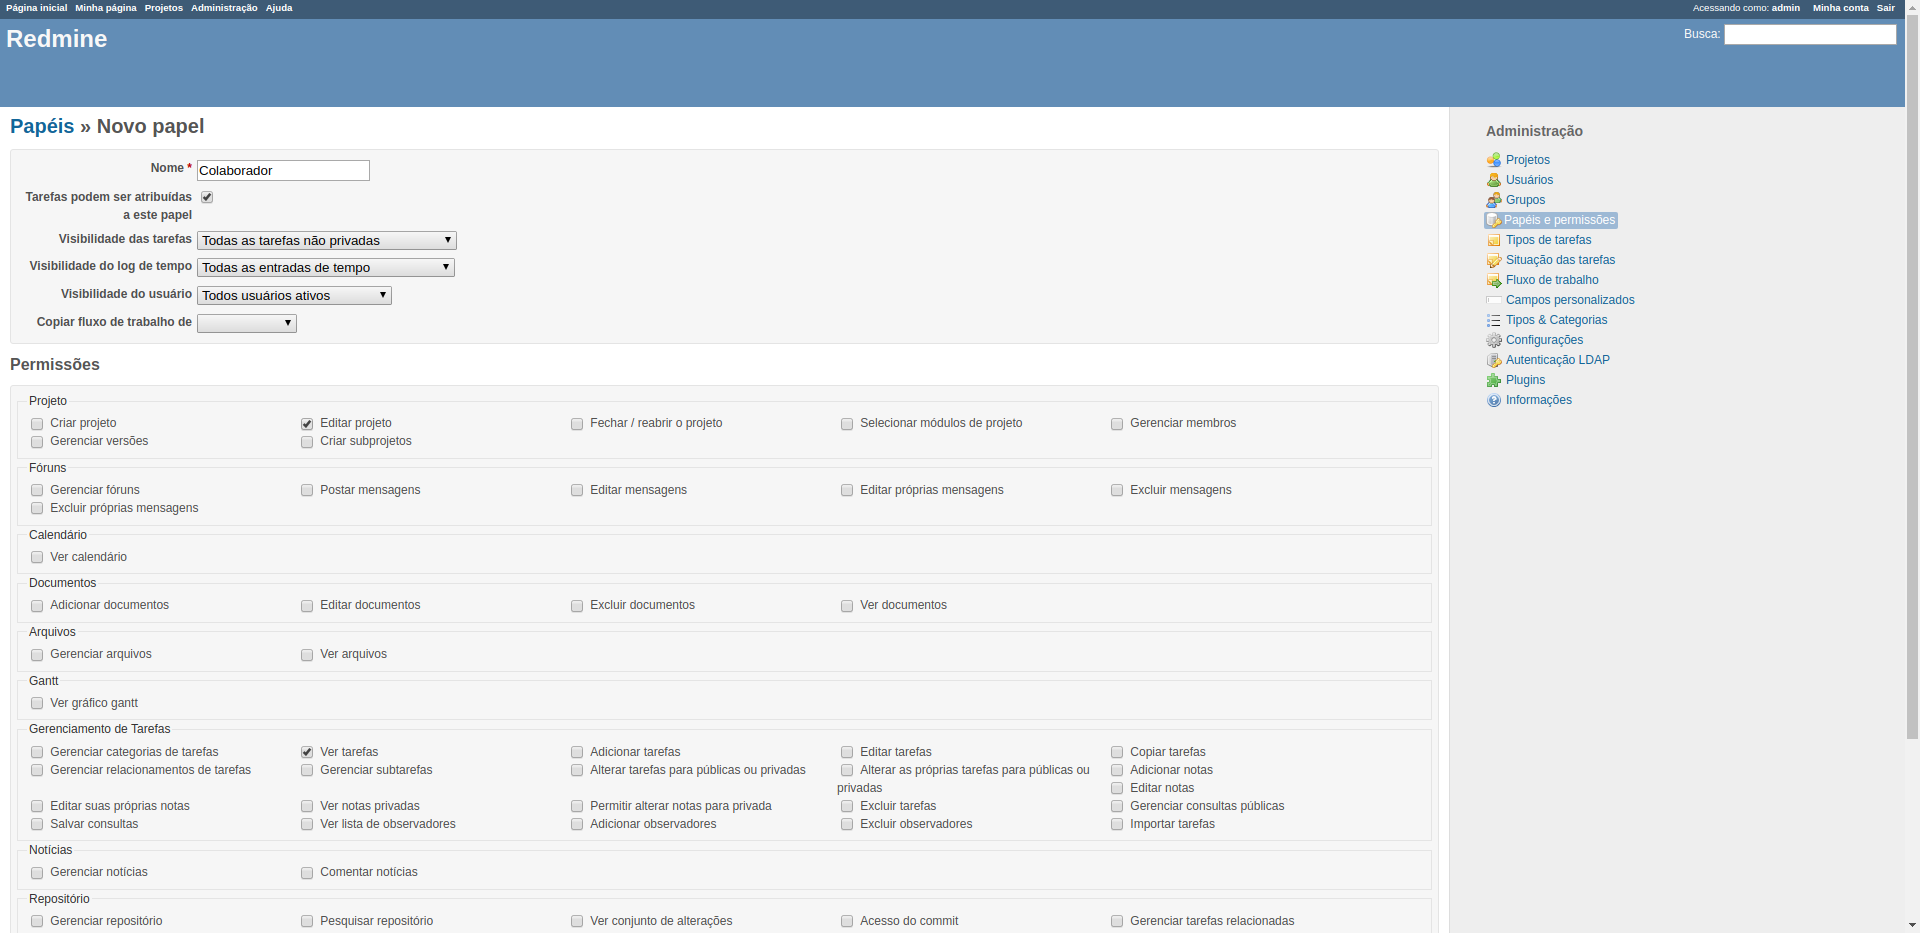 Página inicial Minha página Projetos Administração Ajuda Acessando como: admin Minha conta Sair
Redmine Busca:
Papéis » Novo papel
Nome * Colaborador
Tarefas podem ser atribuídas
a este papel
Visibilidade das tarefas Todas as tarefas não privadas
Visibilidade do log de tempo Todas as entradas de tempo
Visibilidade do usuário Todos usuários ativos
Copiar fluxo de trabalho de
Permissões
Projeto
Criar projeto Editar projeto Fechar / reabrir o projeto Selecionar módulos de projeto Gerenciar membros
Gerenciar versões Criar subprojetos
Fóruns
Gerenciar fóruns Postar mensagens Editar mensagens Editar próprias mensagens Excluir mensagens
Excluir próprias mensagens
Calendário
Ver calendário
Documentos
Adicionar documentos Editar documentos Excluir documentos Ver documentos
Arquivos
Gerenciar arquivos Ver arquivos
Gantt
Ver gráfico gantt
Gerenciamento de Tarefas
Gerenciar categorias de tarefas Ver tarefas Adicionar tarefas Editar tarefas Copiar tarefas
Gerenciar relacionamentos de tarefas Gerenciar subtarefas Alterar tarefas para públicas ou privadas Alterar as próprias tarefas para públicas ou Adicionar notas
privadas Editar notas
Editar suas próprias notas Ver notas privadas Permitir alterar notas para privada Excluir tarefas Gerenciar consultas públicas
Salvar consultas Ver lista de observadores Adicionar observadores Excluir observadores Importar tarefas
Notícias
Gerenciar notícias Comentar notícias
Repositório
Gerenciar repositório Pesquisar repositório Ver conjunto de alterações Acesso do commit Gerenciar tarefas relacionadas
Administração
Projetos
Usuários
Grupos
Papéis e permissões
Tipos de tarefas
Situação das tarefas
Fluxo de trabalho
Campos personalizados
Tipos & Categorias
Configurações
Autenticação LDAP
Plugins
Informações